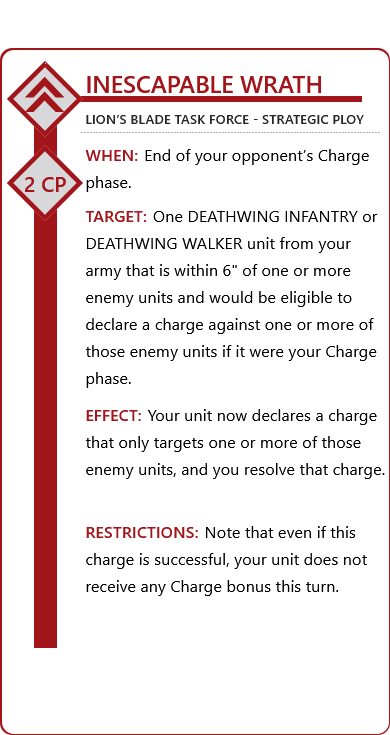 INESCAPABLE WRATH
LION’S BLADE TASK FORCE - STRATEGIC PLOY
2 CP
WHEN: End of your opponent’s Charge
phase.
TARGET: One DEATHWING INFANTRY or
DEATHWING WALKER unit from your
army that is within 6" of one or more
enemy units and would be eligible to
declare a charge against one or more of
those enemy units if it were your Charge
phase.
EFFECT: Your unit now declares a charge
that only targets one or more of those
enemy units, and you resolve that charge.
RESTRICTIONS: Note that even if this
charge is successful, your unit does not
receive any Charge bonus this turn.